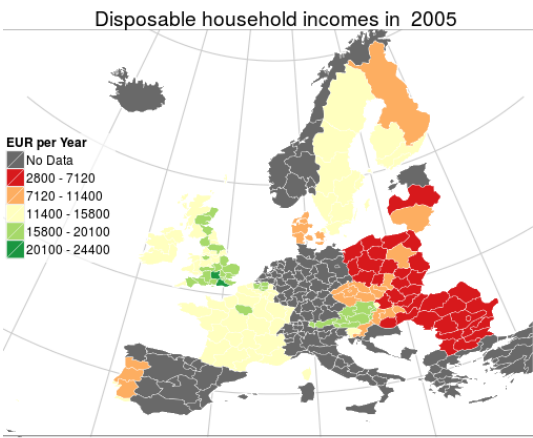 Disposable household incomes in 2005
EUR per Year
No Data
2800 - 7120
7120 - 11400
11400 - 15800
15800 - 20100
20100 - 24400